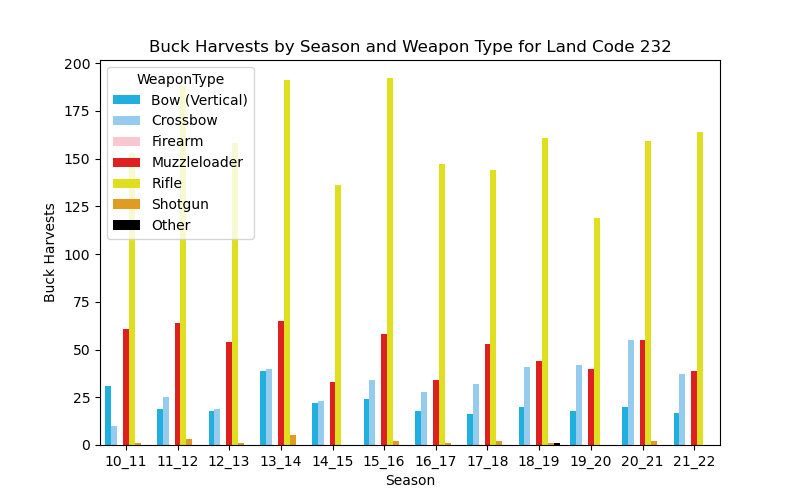 Buck Harvests by Season and Weapon Type for Land Code 232
Buck Harvests
200
175
150
125
100
75
50
25
0
WeaponType
Bow (Vertical)
Crossbow
Firearm
Muzzleloader
Rifle
Shotgun
Other
10_11 11_12 12_13 13_14 14_15 15_16 16_17 17_18 18_19 19_20 20_21 21_22
Season